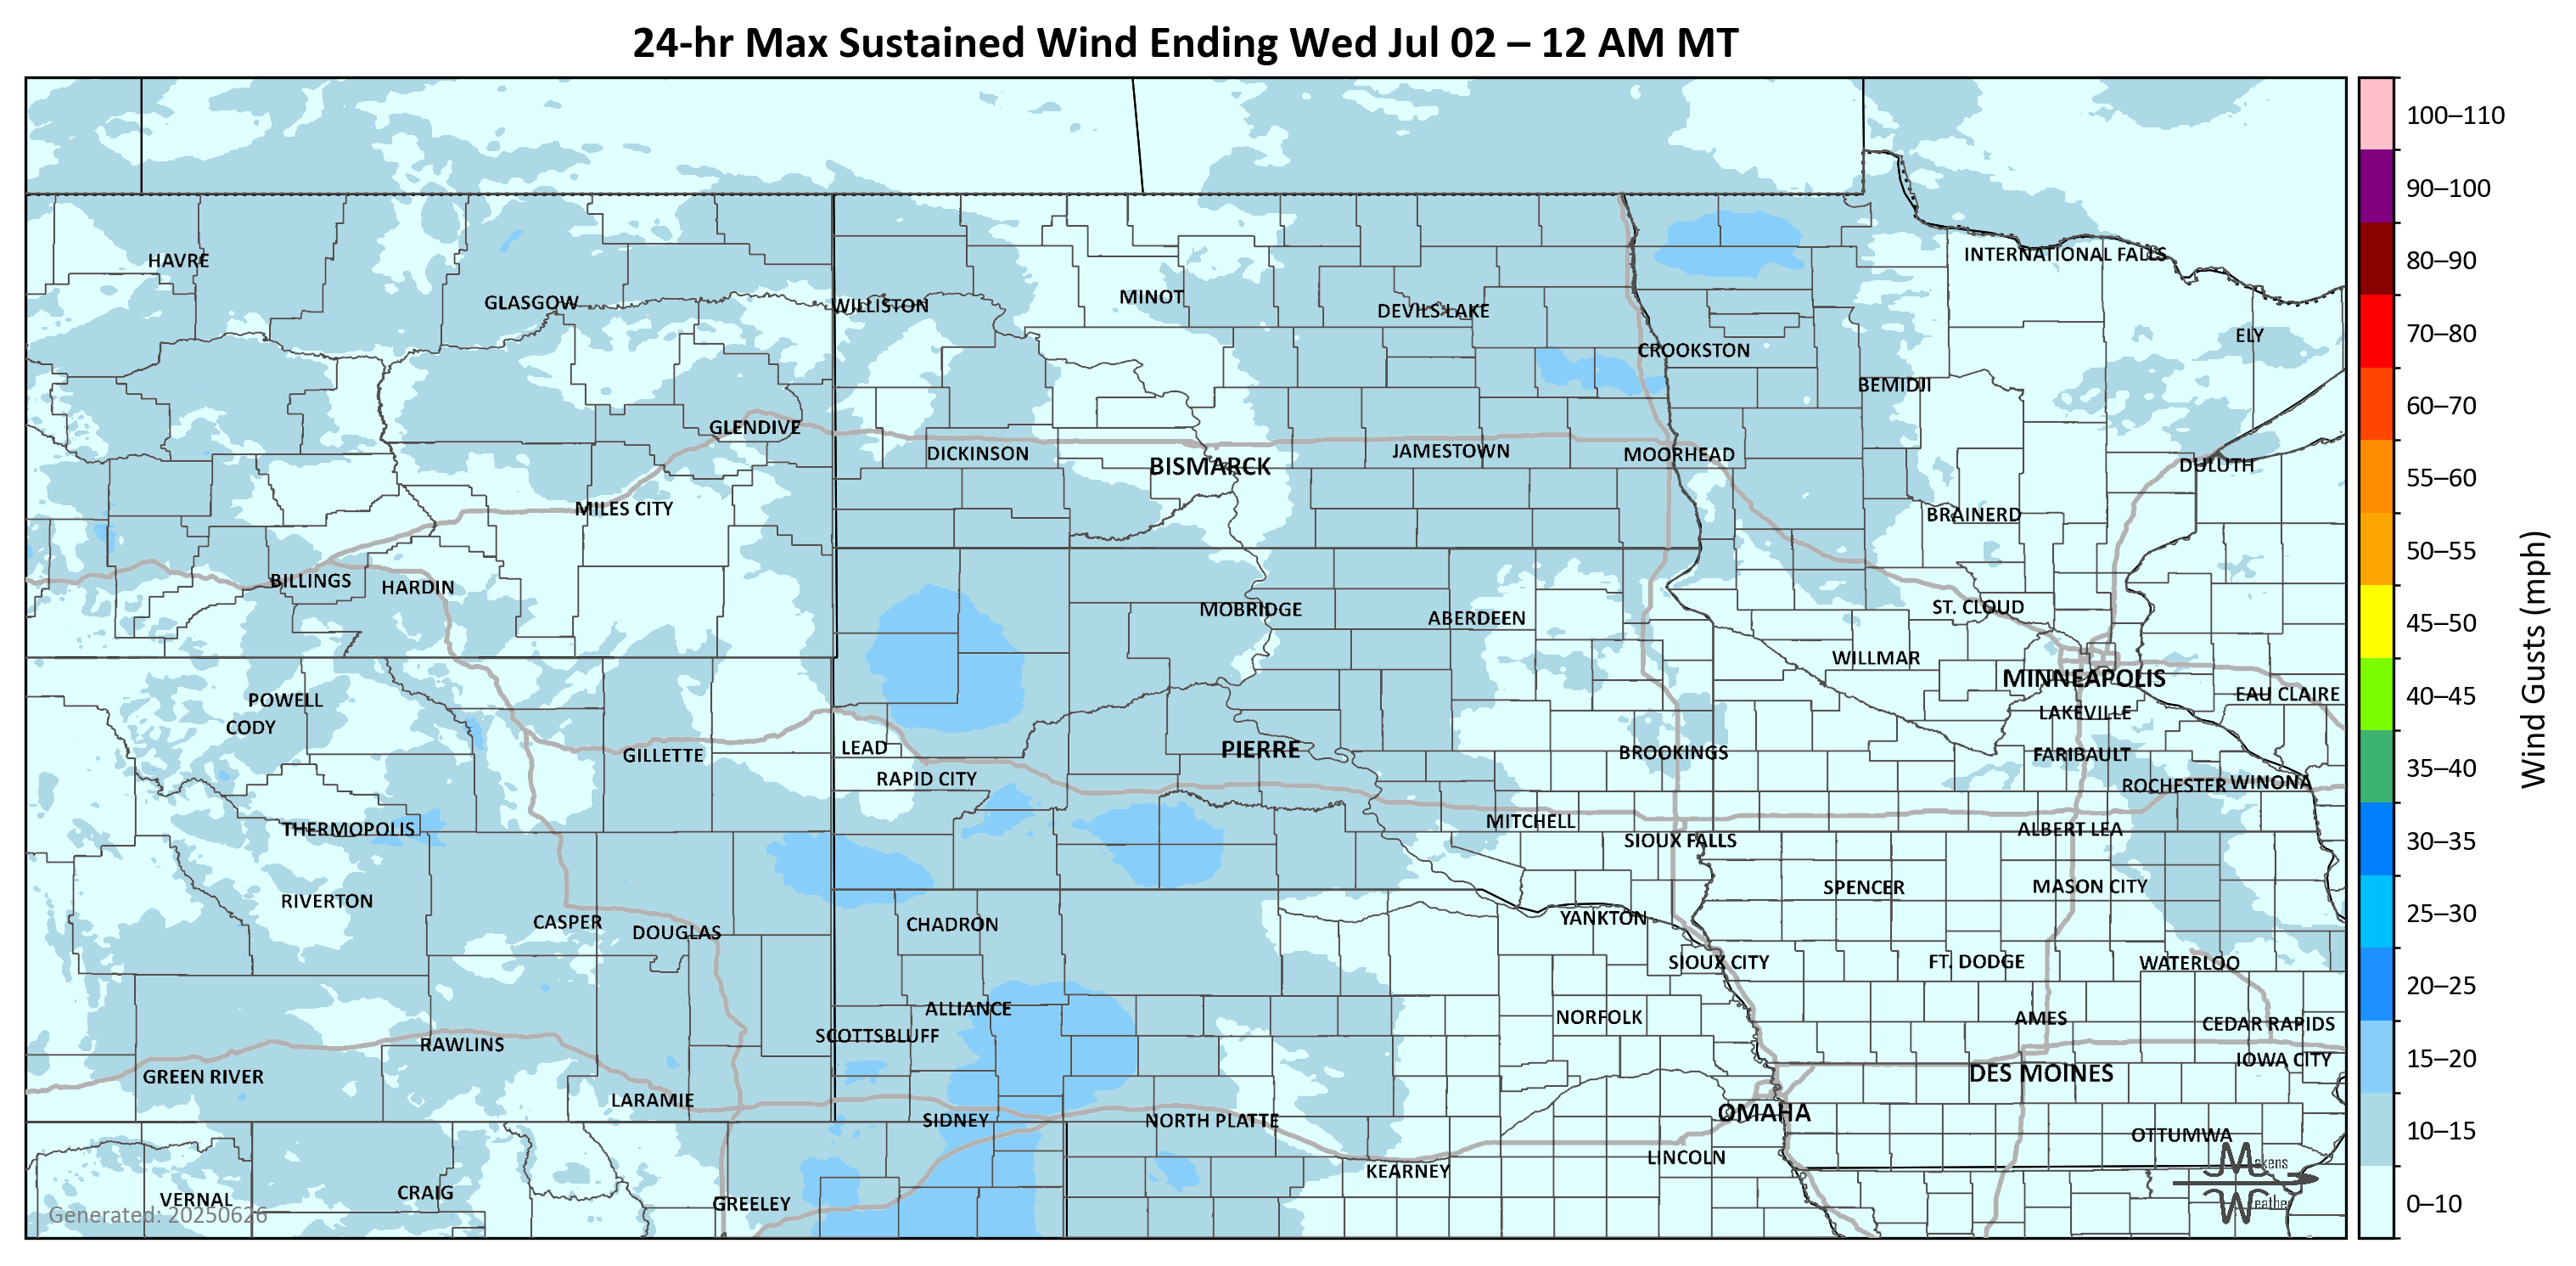 24-hr Max Sustained Wind Ending Wed Jul 02 – 12 AM MT
100–110
90–100
80–90
70–80
60–70
55–60
50–55
45–50
40–45
35–40
30–35
25–30
20–25
15–20
10–15
0–10
Wind Gusts (mph)
HAVRE
GLASGOW
WILLISTON
MINOT
DEVILS LAKE
INTERNATIONAL FALLS
ELY
CROOKSTON
BEMIDJI
GLENDIVE
DICKINSON
BISMARCK
JAMESTOWN
MOORHEAD
DULUTH
MILES CITY
BRAINERD
BILLINGS
HARDIN
MOBRIDGE
ABERDEEN
ST. CLOUD
WILLMAR
MINNEAPOLIS
EAU CLAIRE
POWELL
CODY
LAKEVILLE
GILLETTE
LEAD
PIERRE
BROOKINGS
FARIBAULT
RAPID CITY
ROCHESTER
WINONA
THERMOPOLIS
MITCHELL
ALBERT LEA
SIOUX FALLS
RIVERTON
SPENCER
MASON CITY
CASPER
DOUGLAS
CHADRON
YANKTON
SIOUX CITY
FT. DODGE
WATERLOO
ALLIANCE
NORFOLK
AMES
CEDAR RAPIDS
SCOTTSBLUFF
RAWLINS
IOWA CITY
GREEN RIVER
DES MOINES
LARAMIE
SIDNEY
NORTH PLATTE
OMAHA
OTTUMWA
KEARNEY
LINCOLN
VERNAL
CRAIG
GREELEY
Makens
Weather
Generated: 20250626